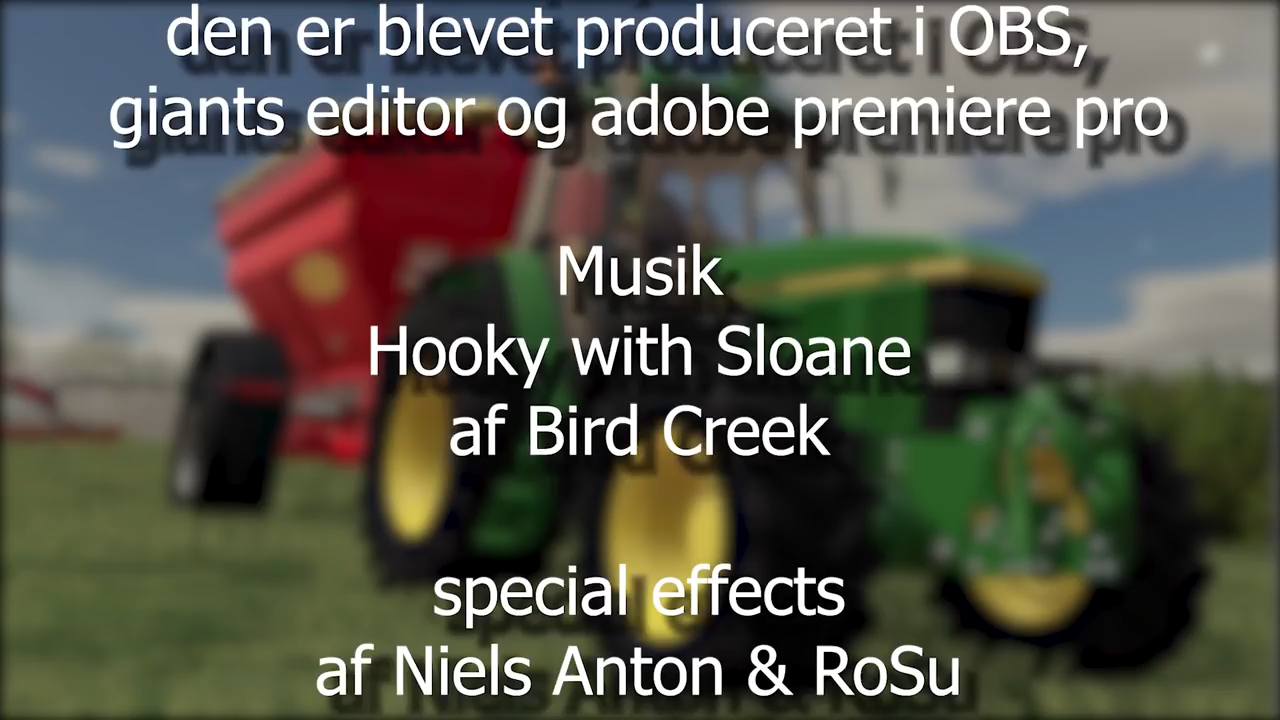 den er blevet produceret i OBS,
giants editor og adobe premiere pro
Musik
Hooky with Sloane
af Bird Creek
special effects
af Niels Anton & RoSu